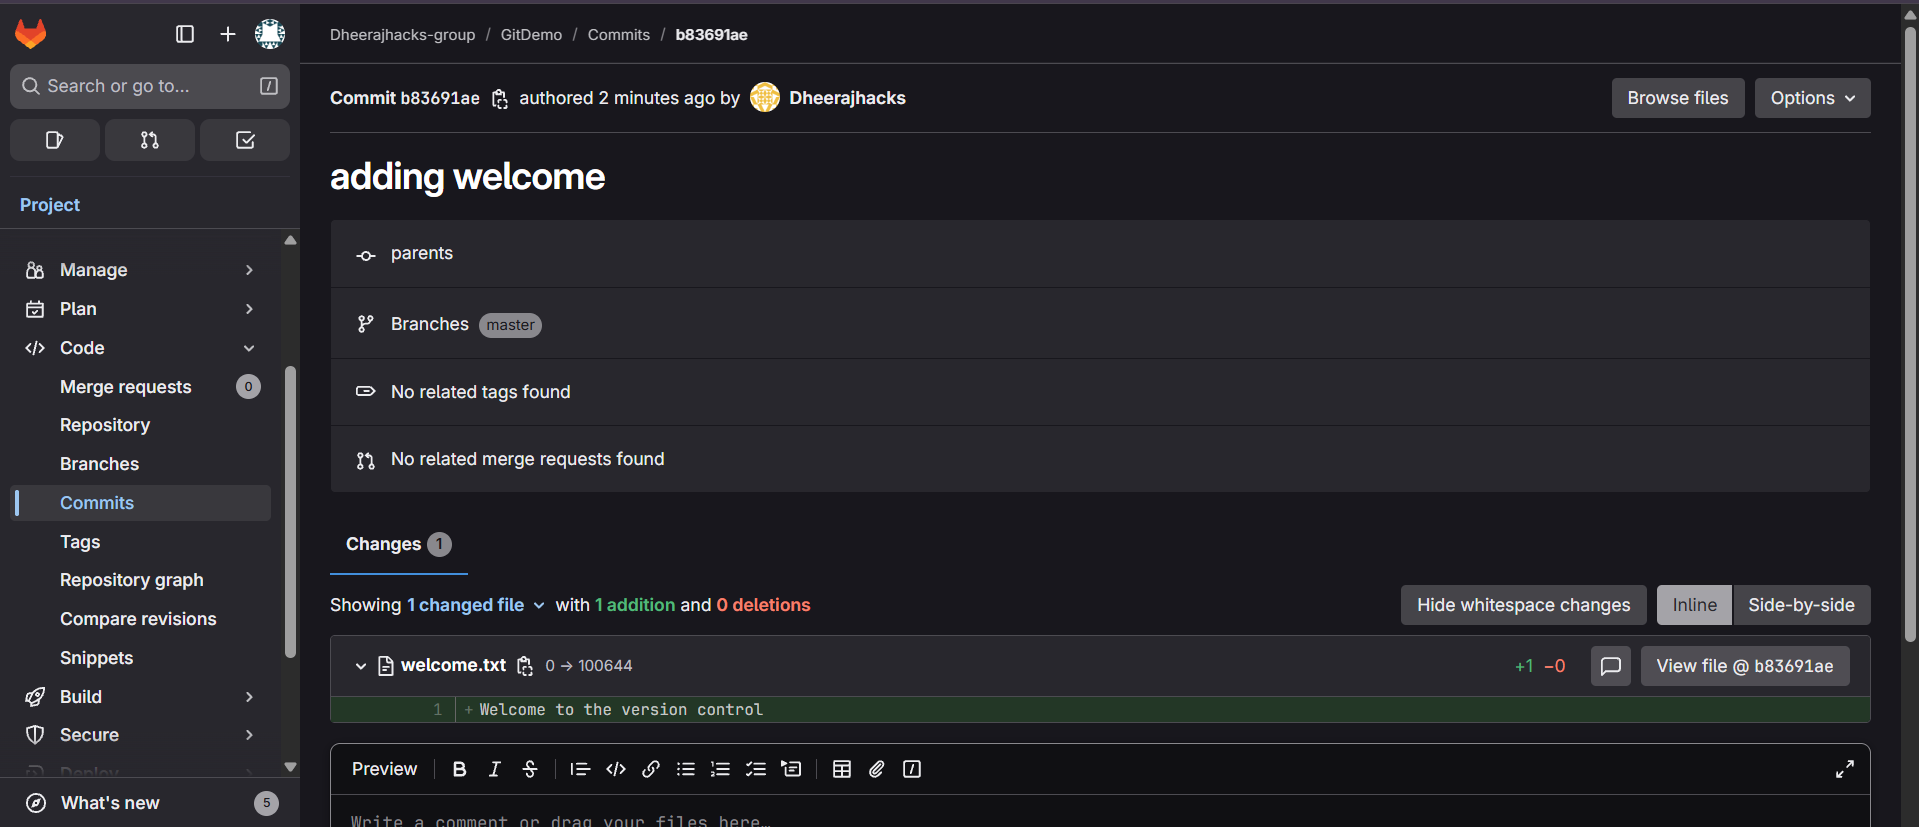 Dheerajhacks-group / GitDemo / Commits / b83691ae
Search or go to...
Project
Manage
Plan
Code
Merge requests 0
Repository
Branches
Commits
Tags
Repository graph
Compare revisions
Snippets
Build
Secure
Deploy
What's new 5
Commit b83691ae authored 2 minutes ago by Dheerajhacks
Browse files
Options
adding welcome
parents
Branches master
No related tags found
No related merge requests found
Changes 1
Showing 1 changed file with 1 addition and 0 deletions
Hide whitespace changes
Inline
Side-by-side
welcome.txt 0 → 100644
+1 −0
View file @ b83691ae
1 + Welcome to the version control
Preview
Write a comment or drag your files here…